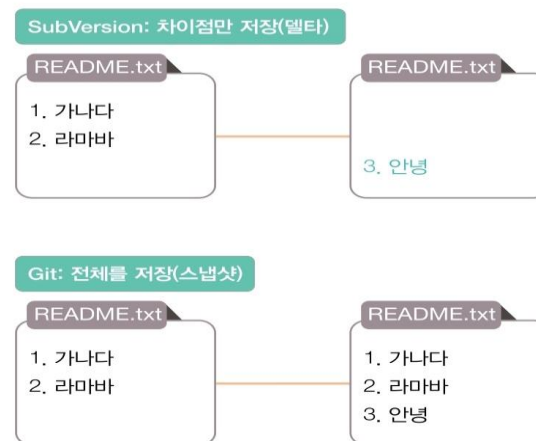 SubVersion: 차이점만 저장(델타)
README.txt
1. 가나다
2. 라마바
README.txt
3. 안녕
Git: 전체를 저장(스냅샷)
README.txt
1. 가나다
2. 라마바
README.txt
1. 가나다
2. 라마바
3. 안녕